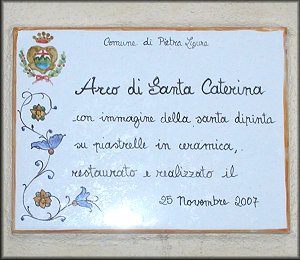 Comune di Pietra Ligure
Arco di Santa Caterina
con immagine della santa dipinta
su piastrelle in ceramica,
restaurato e realizzato il
25 Novembre 2007